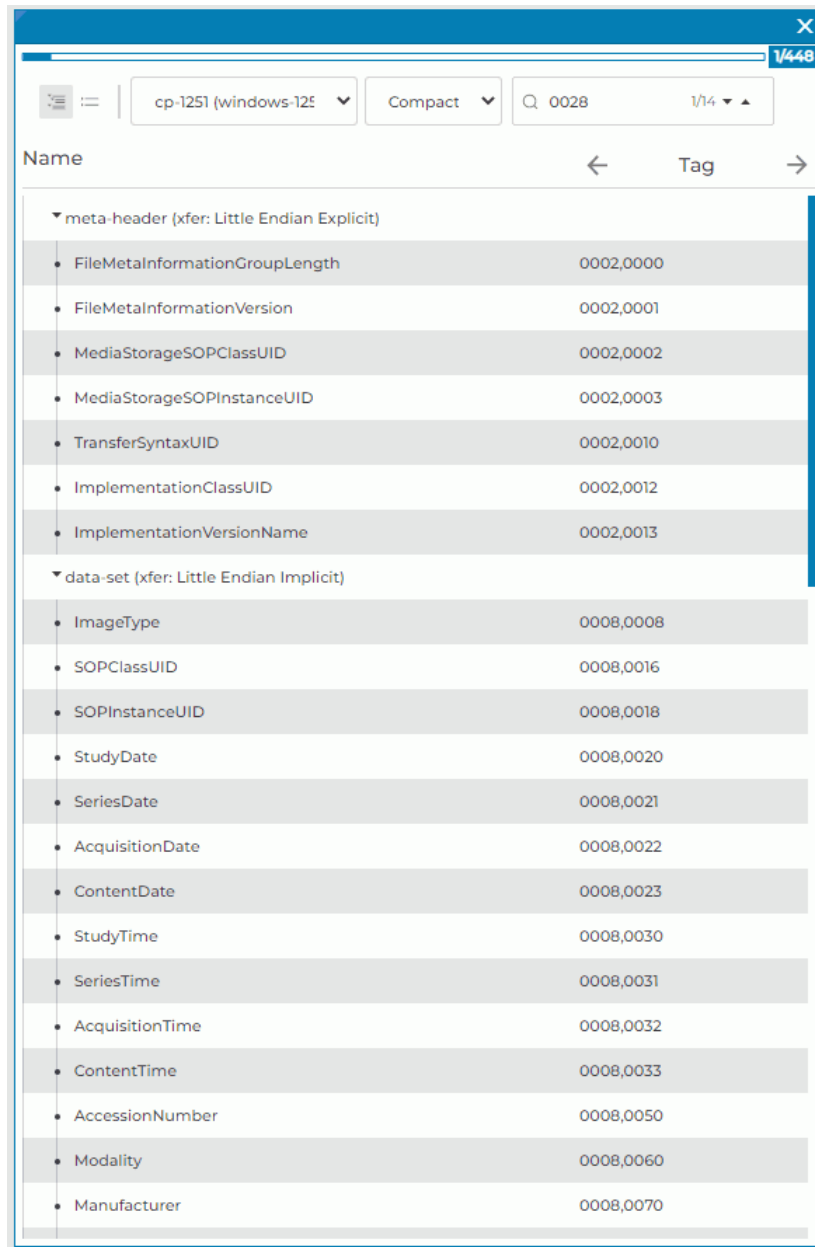 1/448
cp-1251 (windows-125
Compact
0028 1/14
Name Tag
meta-header (xfer: Little Endian Explicit)
FileMetaInformationGroupLength 0002,0000
FileMetaInformationVersion 0002,0001
MediaStorageSOPClassUID 0002,0002
MediaStorageSOPInstanceUID 0002,0003
TransferSyntaxUID 0002,0010
ImplementationClassUID 0002,0012
ImplementationVersionName 0002,0013
data-set (xfer: Little Endian Implicit)
ImageType 0008,0008
SOPClassUID 0008,0016
SOPInstanceUID 0008,0018
StudyDate 0008,0020
SeriesDate 0008,0021
AcquisitionDate 0008,0022
ContentDate 0008,0023
StudyTime 0008,0030
SeriesTime 0008,0031
AcquisitionTime 0008,0032
ContentTime 0008,0033
AccessionNumber 0008,0050
Modality 0008,0060
Manufacturer 0008,0070